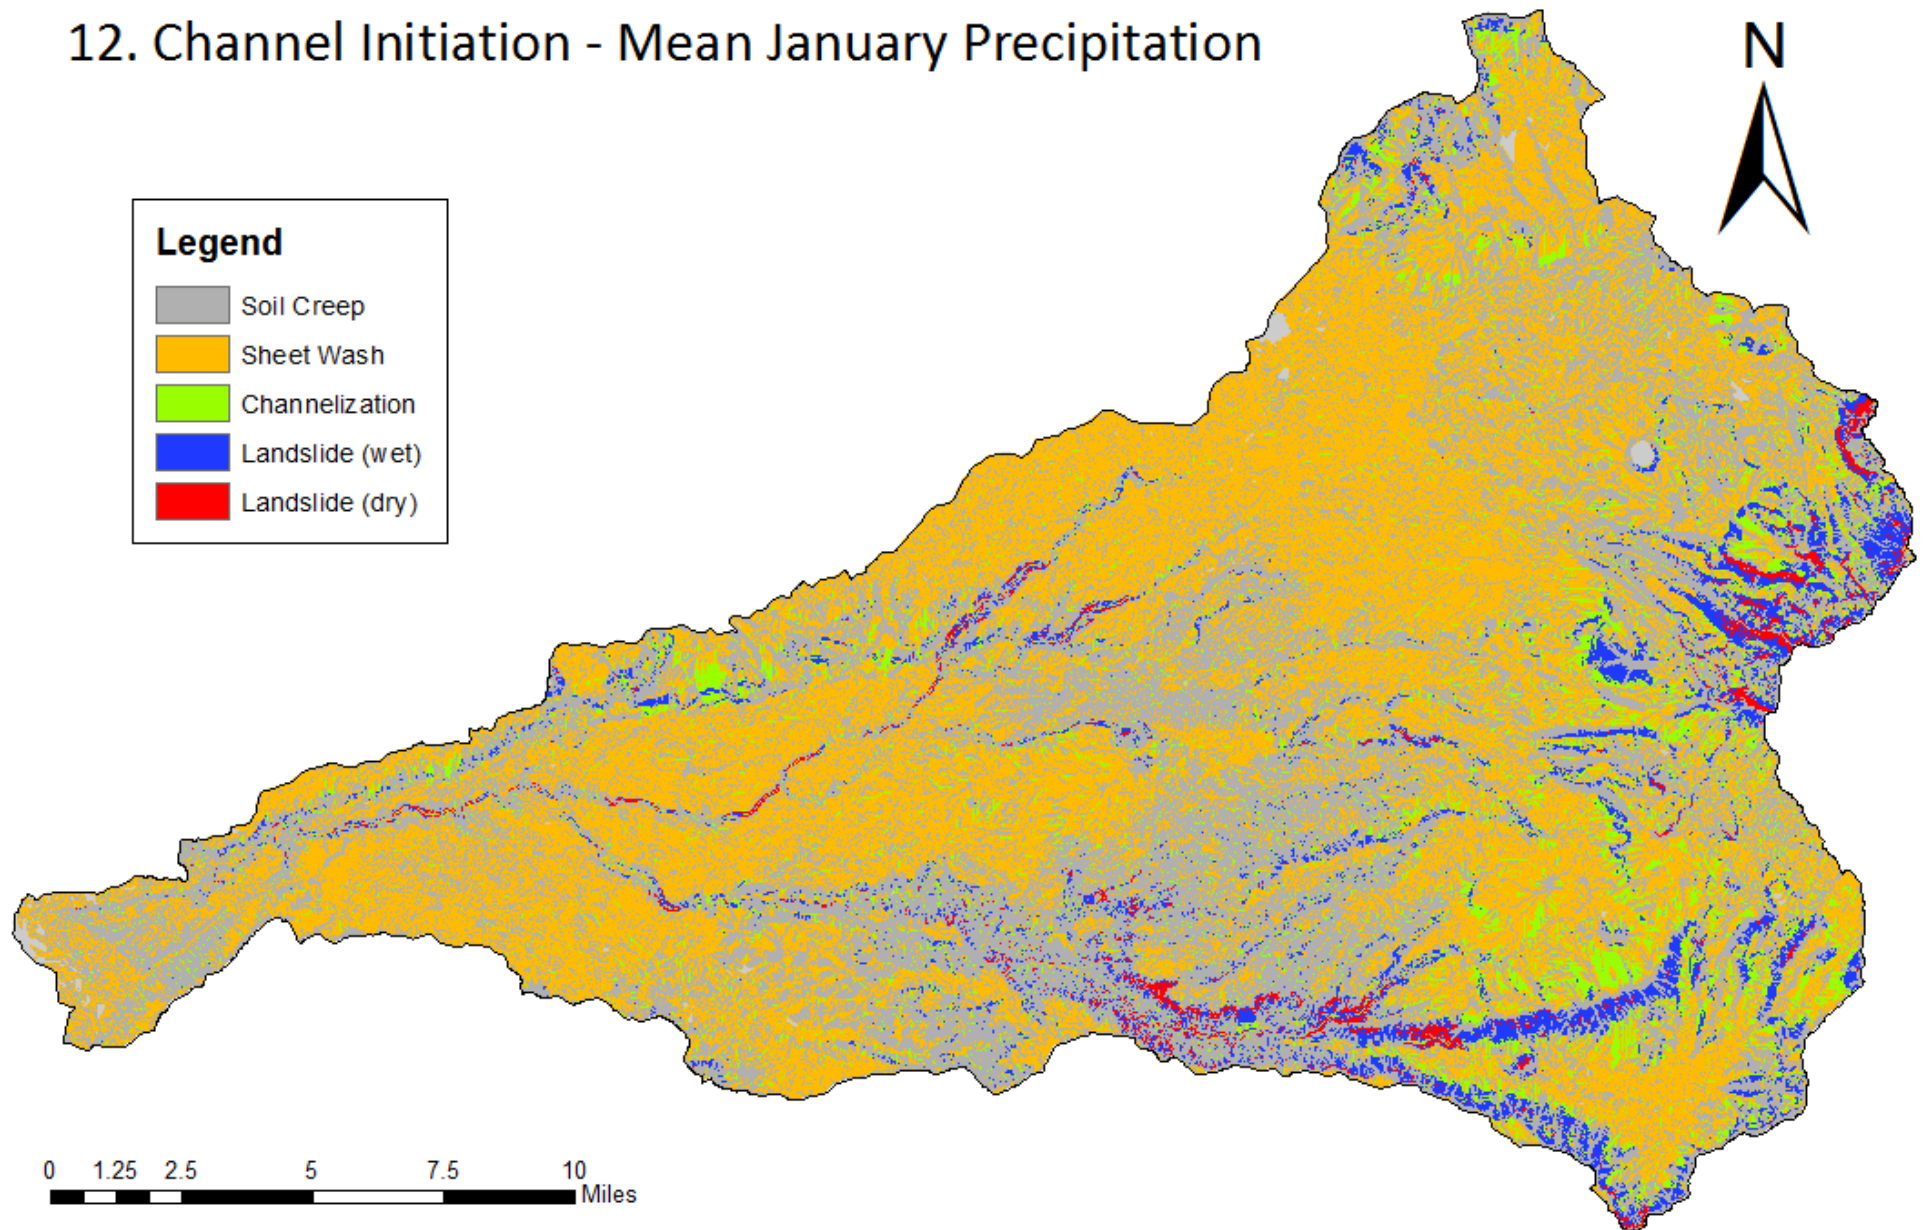 12. Channel Initiation - Mean January Precipitation
N
Legend
Soil Creep
Sheet Wash
Channelization
Landslide (wet)
Landslide (dry)
0 1.25 2.5 5 7.5 10
Miles